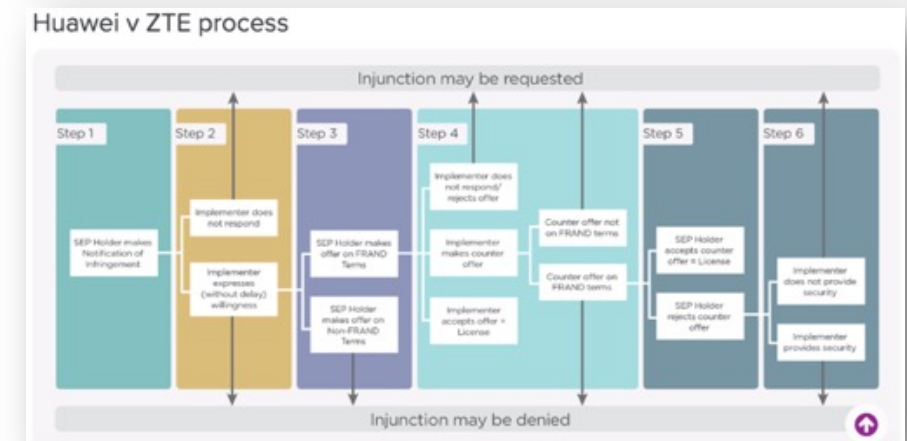 Huawei v ZTE process
Injunction may be requested
Step 1
Step 2
Step 3
Step 4
Step 5
Step 6
SEP Holder makes
Notification of
Infringement
Implementer does
not respond
Implementer
expresses
(without delay)
willingness
SEP Holder makes
offer on FRAND
Terms
SEP Holder
makes offer on
Non-FRAND
Terms
Implementer does
not respond/
rejects offer
Implementer
makes counter
offer
Implementer
accepts offer =
License
Counter offer not
on FRAND terms
Counter offer on
FRAND terms
SEP Holder
accepts counter
offer = License
SEP Holder
rejects counter
offer
Implementer
does not provide
security
Implementer
provides security
Injunction may be denied